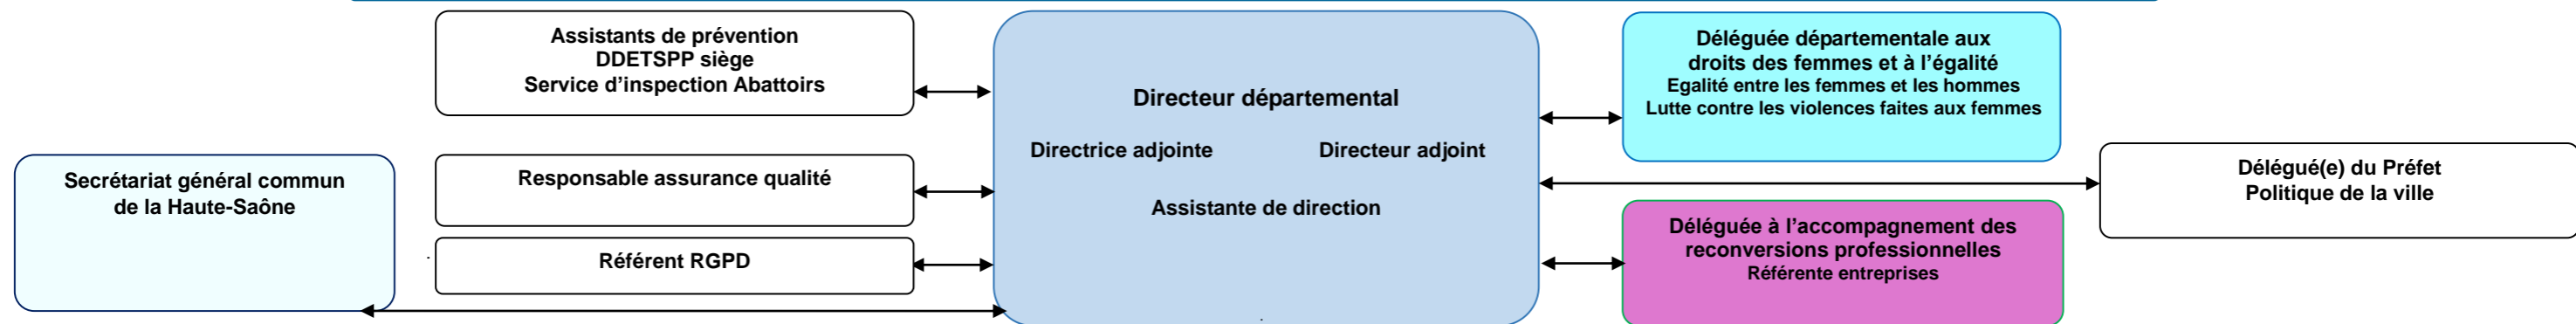 Assistants de prévention
DDETSPP siège
Service d’inspection Abattoirs
Secrétariat général commun
de la Haute-Saône
Responsable assurance qualité
Référent RGPD
Directeur départemental
Directrice adjointe
Directeur adjoint
Assistante de direction
Déléguée départementale aux
droits des femmes et à l’égalité
Egalité entre les femmes et les hommes
Lutte contre les violences faites aux femmes
Déléguée à l’accompagnement des
reconversions professionnelles
Référente entreprises
Délégué(e) du Préfet
Politique de la ville